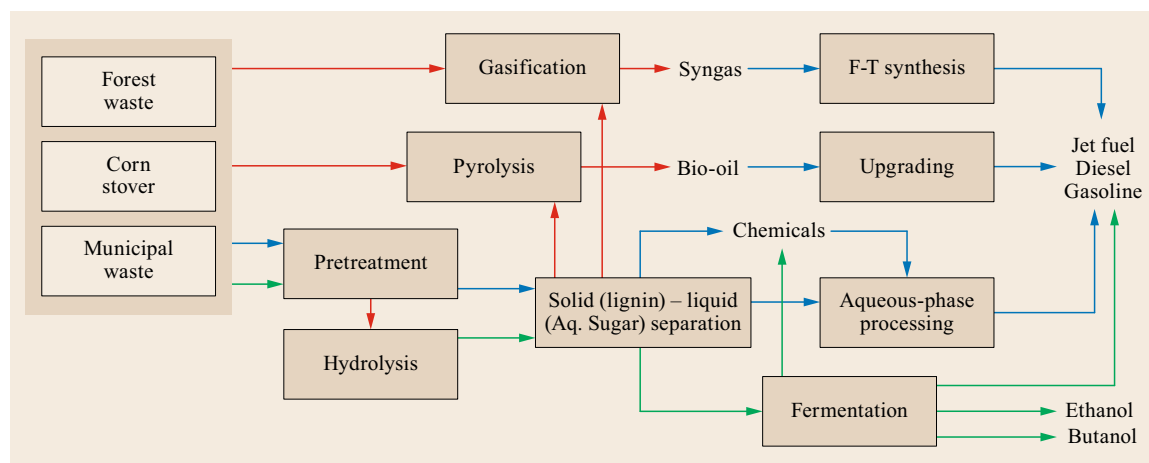 Forest
waste
Gasification
Syngas
F-T synthesis
Corn
stover
Pyrolysis
Bio-oil
Upgrading
Jet fuel
Diesel
Gasoline
Municipal
waste
Pretreatment
Chemicals
Solid (lignin) – liquid
(Aq. Sugar) separation
Aqueous-phase
processing
Hydrolysis
Fermentation
Ethanol
Butanol